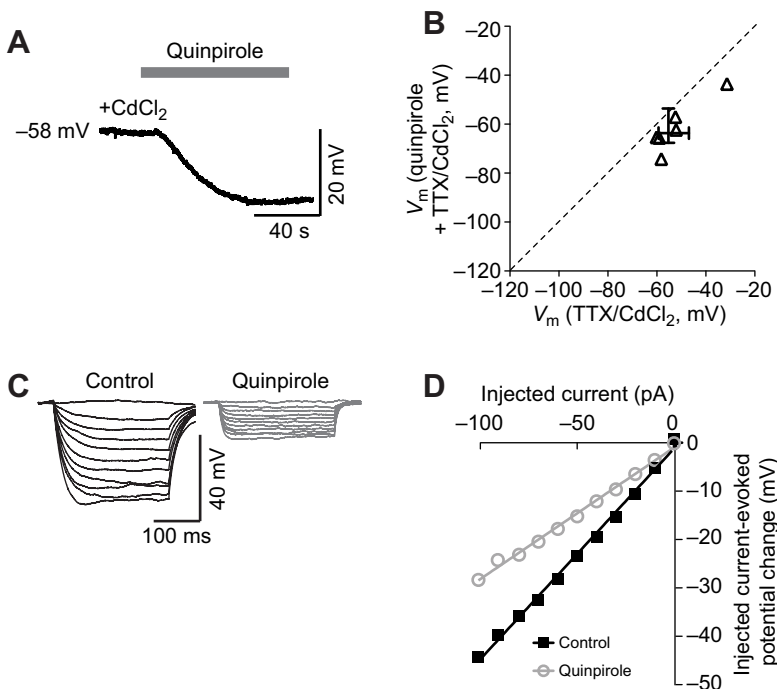 A
Quinpirole
+CdCl2
–58 mV
20 mV
40 s
B
Vm (quinpirole
+ TTX/CdCl2, mV)
–20
–40
–60
–80
–100
–120
–120 –100 –80 –60 –40 –20
Vm (TTX/CdCl2, mV)
C
Control
Quinpirole
40 mV
100 ms
D
Injected current (pA)
–100 –50 0
0
–10
–20
–30
–40
–50
Injected current-evoked
potential change (mV)
Control
Quinpirole